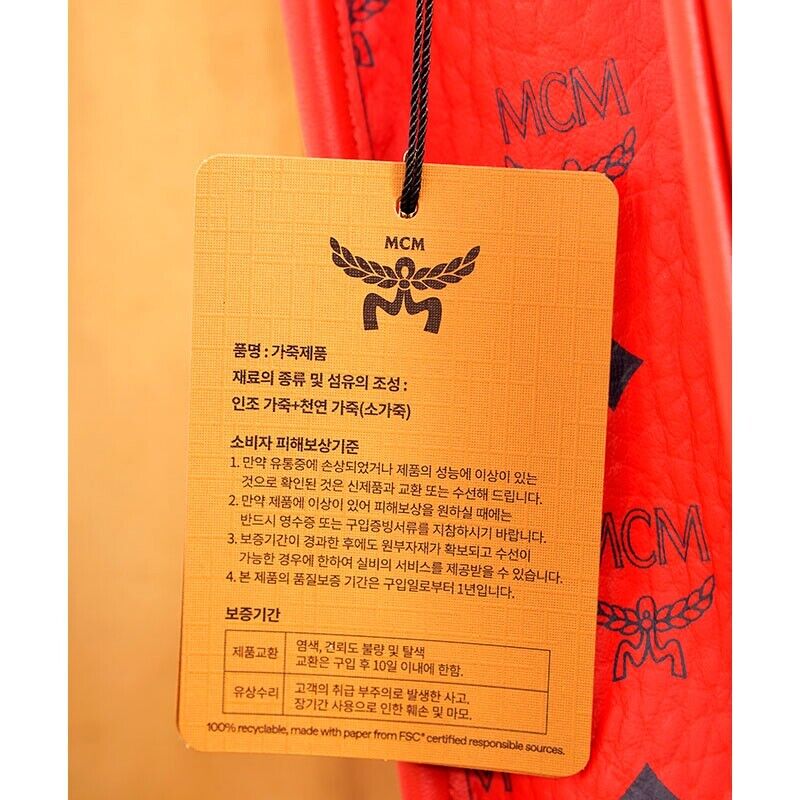 MCM
MCM
품명 : 가죽제품
재료의 종류 및 섬유의 조성 :
인조 가죽+천연 가죽(소가죽)
소비자 피해보상기준
1. 만약 유통중에 손상되었거나 제품의 성능에 이상이 있는
것으로 확인된 것은 신제품과 교환 또는 수선해 드립니다.
2. 만약 제품에 이상이 있어 피해보상을 원하실 때에는
반드시 영수증 또는 구입증빙서류를 지참하시기 바랍니다.
3. 보증기간이 경과한 후에도 원부자재가 확보되고 수선이
가능한 경우에 한하여 실비의 서비스를 제공받을 수 있습니다.
4. 본 제품의 품질보증 기간은 구입일로부터 1년입니다.
MCM
보증기간
제품교환 염색, 견뢰도 불량 및 탈색
교환은 구입 후 10일 이내에 한함.
유상수리 고객의 취급 부주의로 발생한 사고.
장기간 사용으로 인한 훼손 및 마모.
100% recyclable, made with paper from FSC® certified responsible sources.